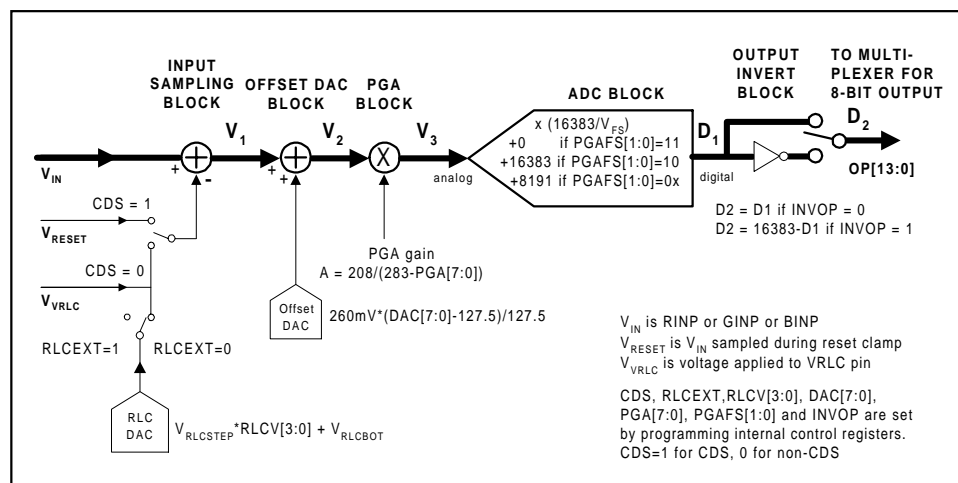 INPUT
SAMPLING
BLOCK
OFFSET DAC
BLOCK
PGA
BLOCK
ADC BLOCK
OUTPUT
INVERT
BLOCK
TO MULTI-
PLEXER FOR
8-BIT OUTPUT
V1
V2
V3
x (16383/VFS)
+0 if PGAFS[1:0]=11
+16383 if PGAFS[1:0]=10
+8191 if PGAFS[1:0]=0x
D1
D2
VIN
+
-
+
+
X
analog
digital
OP[13:0]
CDS = 1
VRESET
CDS = 0
VVRLC
RLCEXT=1
RLCEXT=0
PGA gain
A = 208/(283-PGA[7:0])
D2 = D1 if INVOP = 0
D2 = 16383-D1 if INVOP = 1
Offset
DAC
260mV*(DAC[7:0]-127.5)/127.5
RLC
DAC
VRLCSTEP*RLCV[3:0] + VRLCBOT
VIN is RINP or GINP or BINP
VRESET is VIN sampled during reset clamp
VVRLC is voltage applied to VRLC pin
CDS, RLCEXT,RLCV[3:0], DAC[7:0],
PGA[7:0], PGAFS[1:0] and INVOP are set
by programming internal control registers.
CDS=1 for CDS, 0 for non-CDS